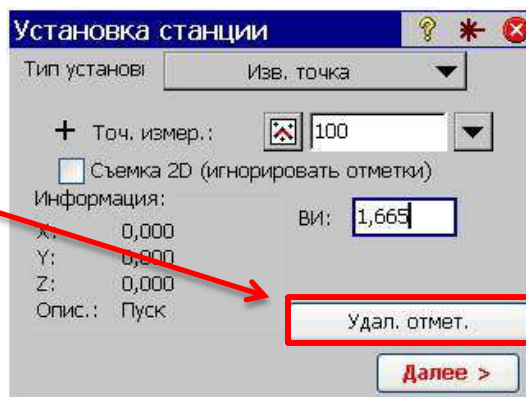 Установка станции
Тип установі Изв. точка
Точ. измер.: 100
Съемка 2D (игнорировать отметки)
Информация:
X: 0,000
Y: 0,000
Z: 0,000
Опис.: Пуск
ВИ: 1,665
Удал. отмет.
Далее >